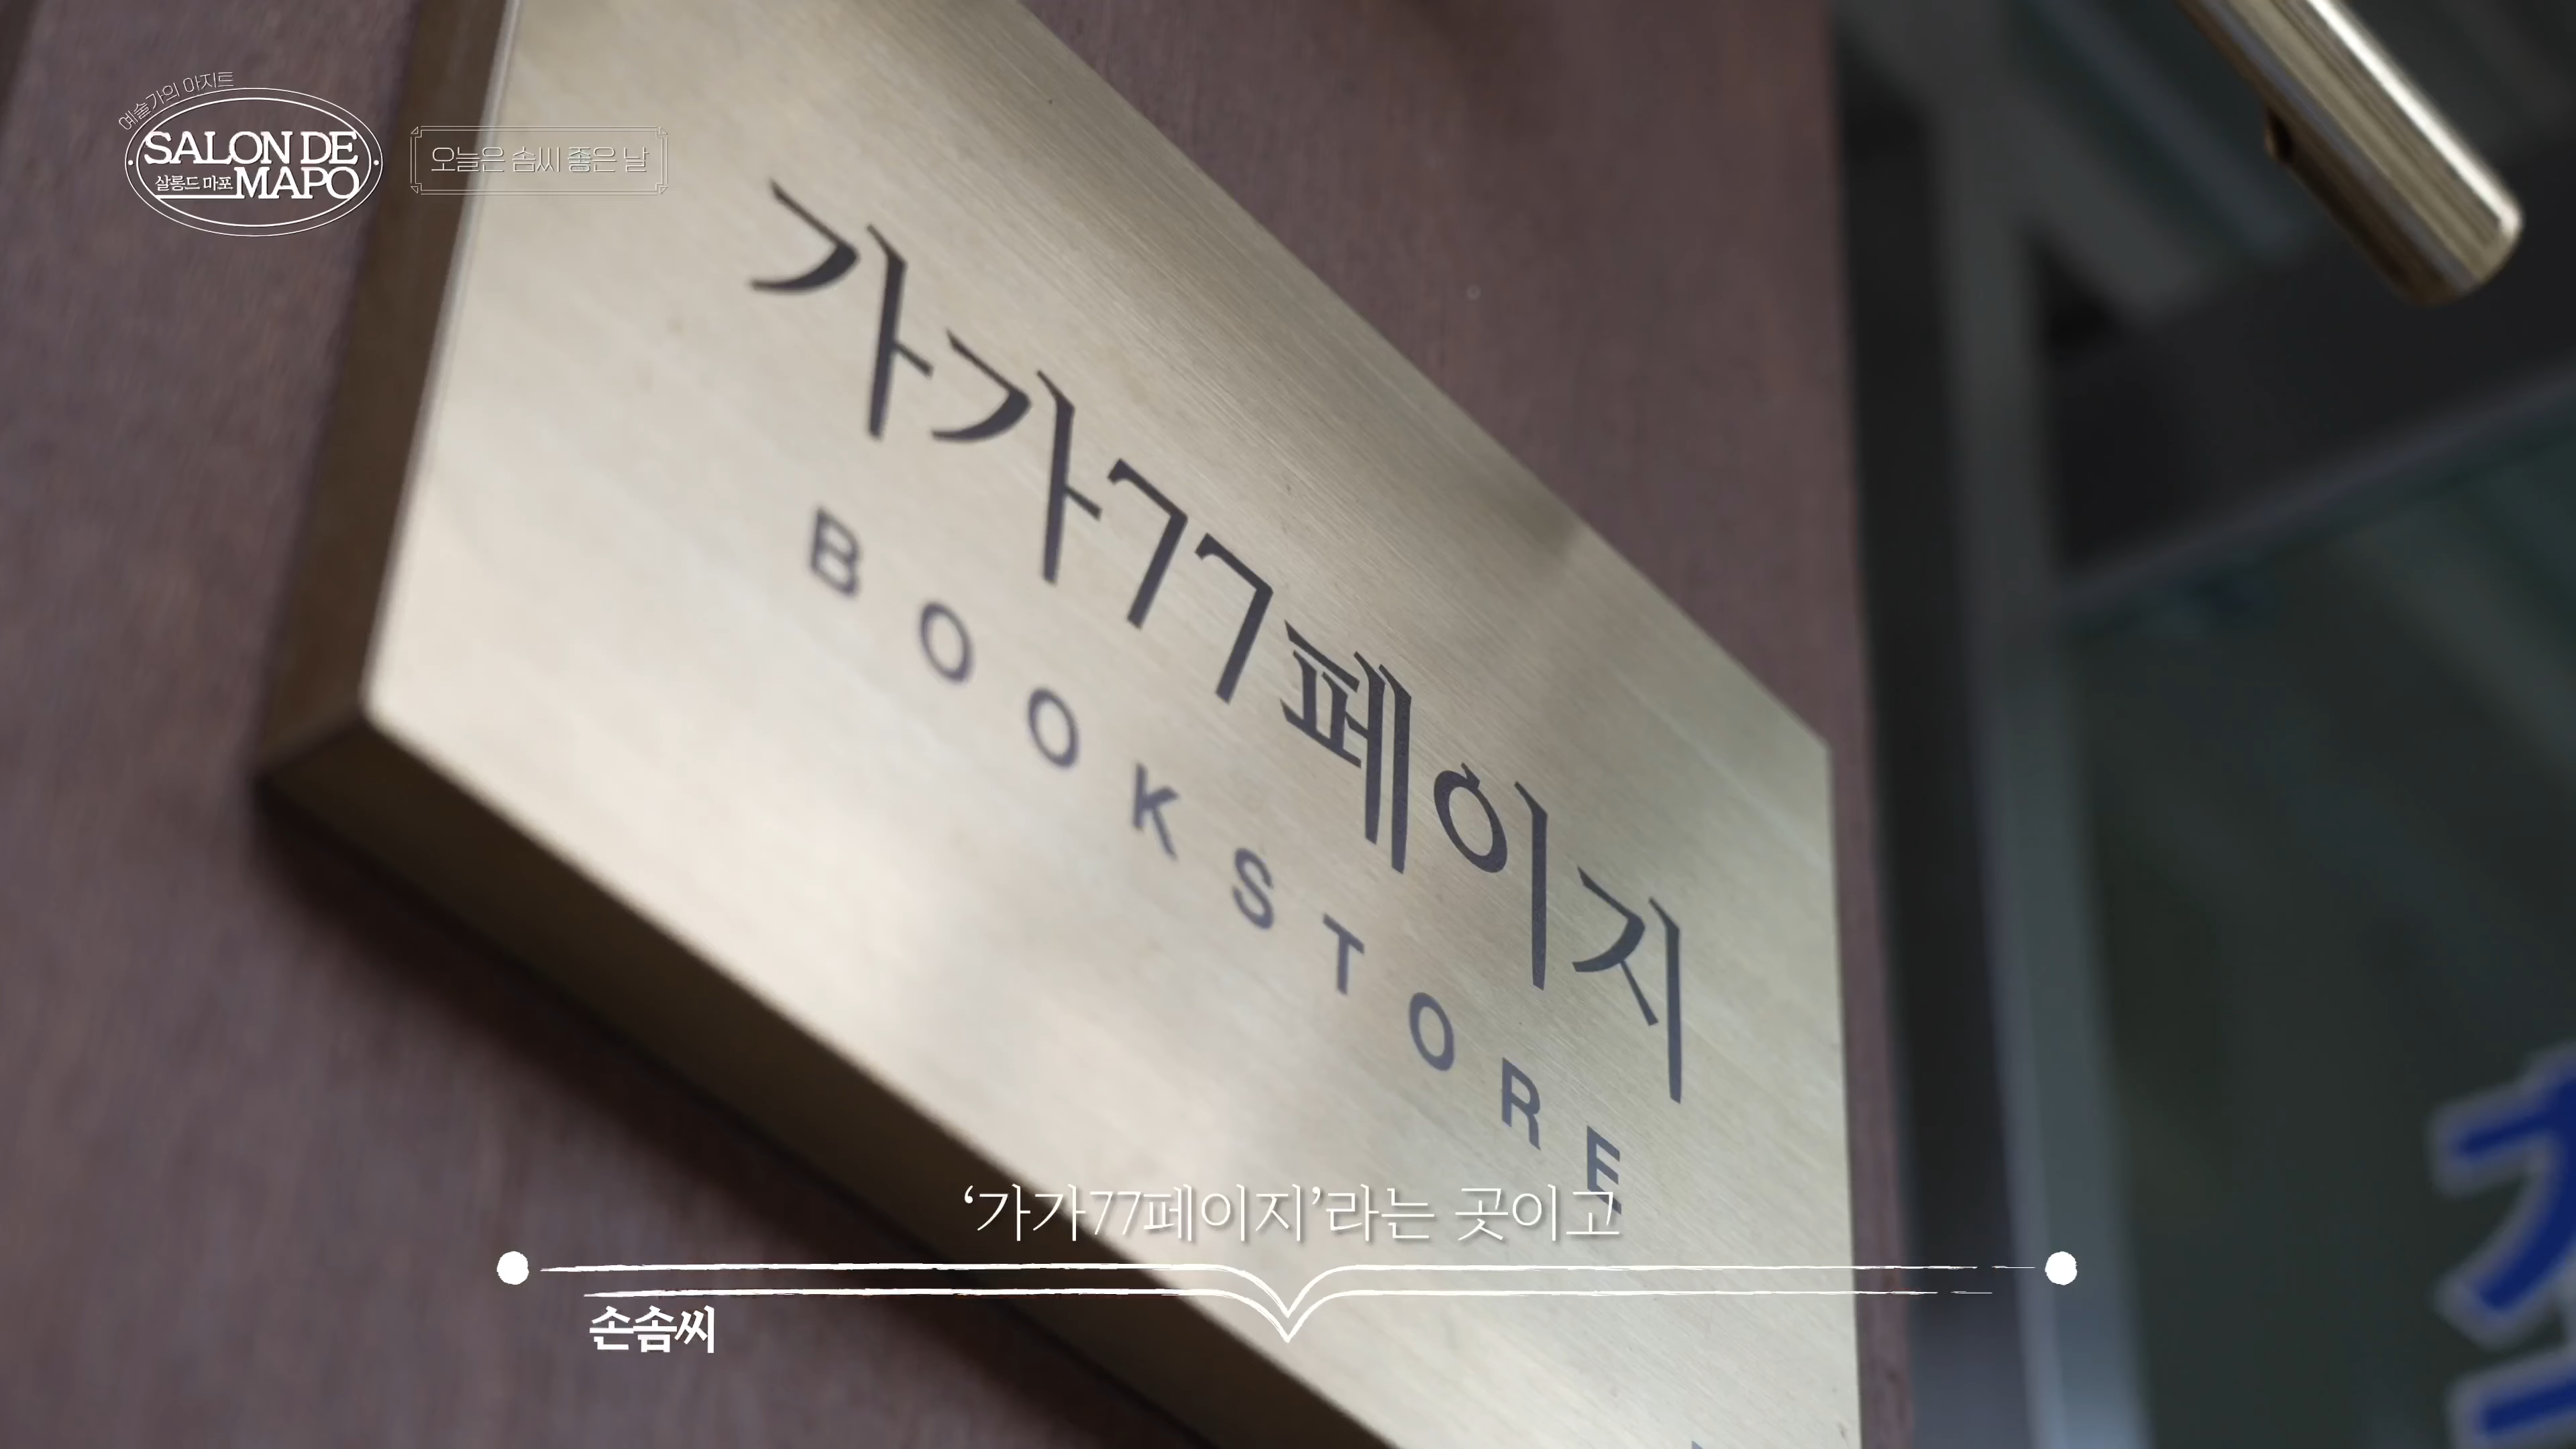 예술가의 아지트
SALON DE
살롱드 마포 MAPO
오늘은 솜씨 좋은 날
가가77페이지
BOOKSTORE
‘가가77페이지’라는 곳이고
손솜씨